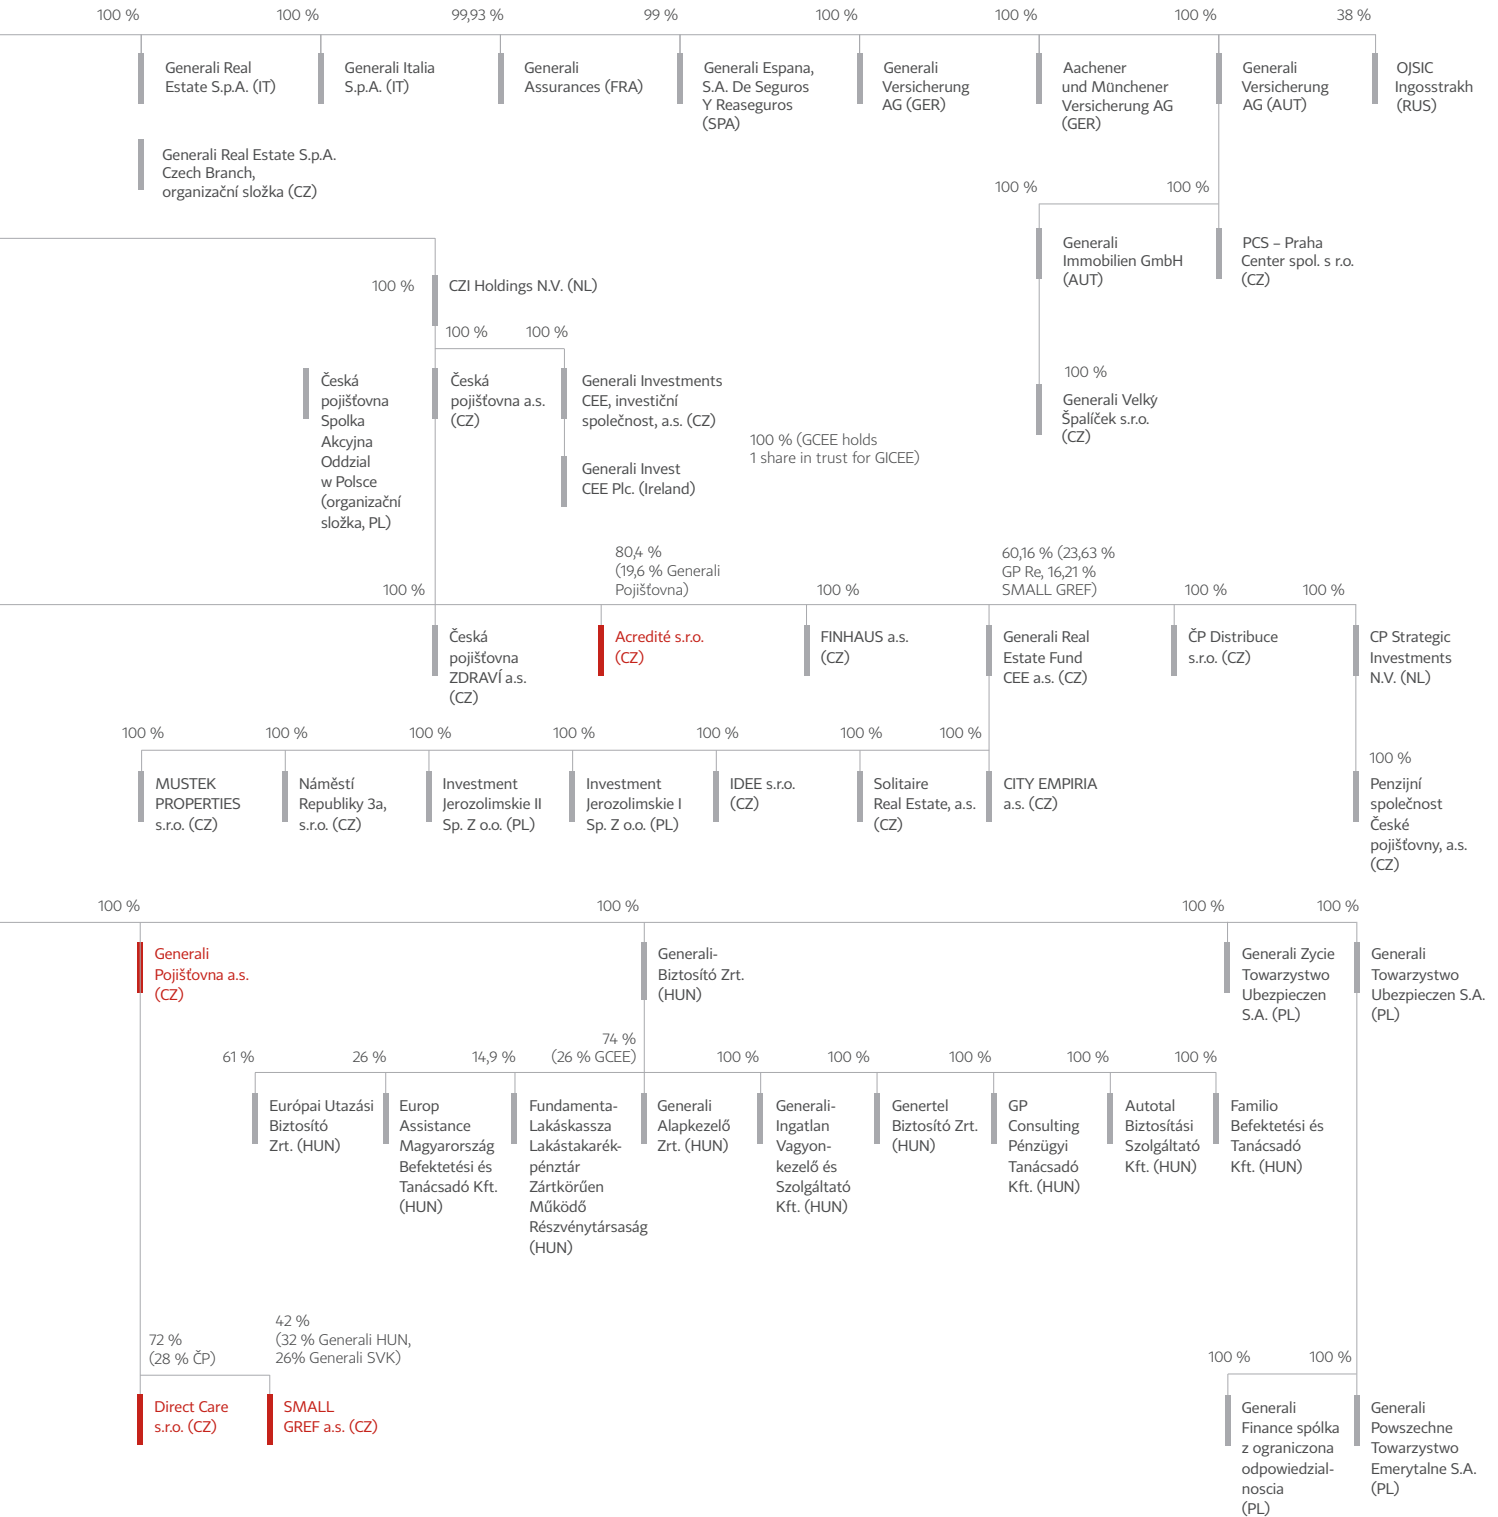 100 %
100 %
99,93 %
99 %
100 %
100 %
100 %
38 %
Generali Real
Estate S.p.A. (IT)
Generali Italia
S.p.A. (IT)
Generali
Assurances (FRA)
Generali Espana,
S.A. De Seguros
Y Reaseguros
(SPA)
Generali
Versicherung
AG (GER)
Aachener
und Münchener
Versicherung AG
(GER)
Generali
Versicherung
AG (AUT)
OJSIC
Ingosstrakh
(RUS)
Generali Real Estate S.p.A.
Czech Branch,
organizační složka (CZ)
100 %
100 %
Generali
Immobilien GmbH
(AUT)
PCS – Praha
Center spol. s r.o.
(CZ)
100 %
CZI Holdings N.V. (NL)
100 %
100 %
Česká
pojišťovna
Spolka
Akcyjna
Oddzial
w Polsce
(organizační
složka, PL)
Česká
pojišťovna a.s.
(CZ)
Generali Investments
CEE, investiční
společnost, a.s. (CZ)
100 %
Generali Velký
Špalíček s.r.o.
(CZ)
100 % (GCEE holds
1 share in trust for GICEE)
Generali Invest
CEE Plc. (Ireland)
100 %
80,4 %
(19,6 % Generali
Pojišťovna)
100 %
60,16 % (23,63 %
GP Re, 16,21 %
SMALL GREF)
100 %
100 %
Česká
pojišťovna
ZDRAVÍ a.s.
(CZ)
Acredité s.r.o.
(CZ)
FINHAUS a.s.
(CZ)
Generali Real
Estate Fund
CEE a.s. (CZ)
ČP Distribuce
s.r.o. (CZ)
CP Strategic
Investments
N.V. (NL)
100 %
100 %
100 %
100 %
100 %
100 %
100 %
100 %
MUSTEK
PROPERTIES
s.r.o. (CZ)
Náměstí
Republiky 3a,
s.r.o. (CZ)
Investment
Jerozolimskie II
Sp. Z o.o. (PL)
Investment
Jerozolimskie I
Sp. Z o.o. (PL)
IDEE s.r.o.
(CZ)
Solitaire
Real Estate, a.s.
(CZ)
CITY EMPIRIA
a.s. (CZ)
Penzijní
společnost
České
pojišťovny, a.s.
(CZ)
100 %
100 %
100 %
100 %
Generali
Pojišťovna a.s.
(CZ)
Generali-
Biztosító Zrt.
(HUN)
Generali Zycie
Towarzystwo
Ubezpieczen
S.A. (PL)
Generali
Towarzystwo
Ubezpieczen S.A.
(PL)
61 %
26 %
14,9 %
74 %
(26 % GCEE)
100 %
100 %
100 %
100 %
100 %
Európai Utazási
Biztosító
Zrt. (HUN)
Europ
Assistance
Magyarország
Befektetési és
Tanácsadó Kft.
(HUN)
Fundamenta-
Lakáskassza
Lakástakarék-
pénztár
Zártkörűen
Működő
Részvénytársaság
(HUN)
Generali
Alapkezelő
Zrt. (HUN)
Generali-
Ingatlan
Vagyon-
kezelő és
Szolgáltató
Kft. (HUN)
Genertel
Biztosító Zrt.
(HUN)
GP
Consulting
Pénzügyi
Tanácsadó
Kft. (HUN)
Autotal
Biztosítási
Szolgáltató
Kft. (HUN)
Familio
Befektetési és
Tanácsadó
Kft. (HUN)
72 %
(28 % ČP)
42 %
(32 % Generali HUN,
26% Generali SVK)
100 %
100 %
Direct Care
s.r.o. (CZ)
SMALL
GREF a.s. (CZ)
Generali
Finance spólka
z ograniczona
odpowiedzial-
noscia
(PL)
Generali
Powszechne
Towarzystwo
Emerytalne S.A.
(PL)